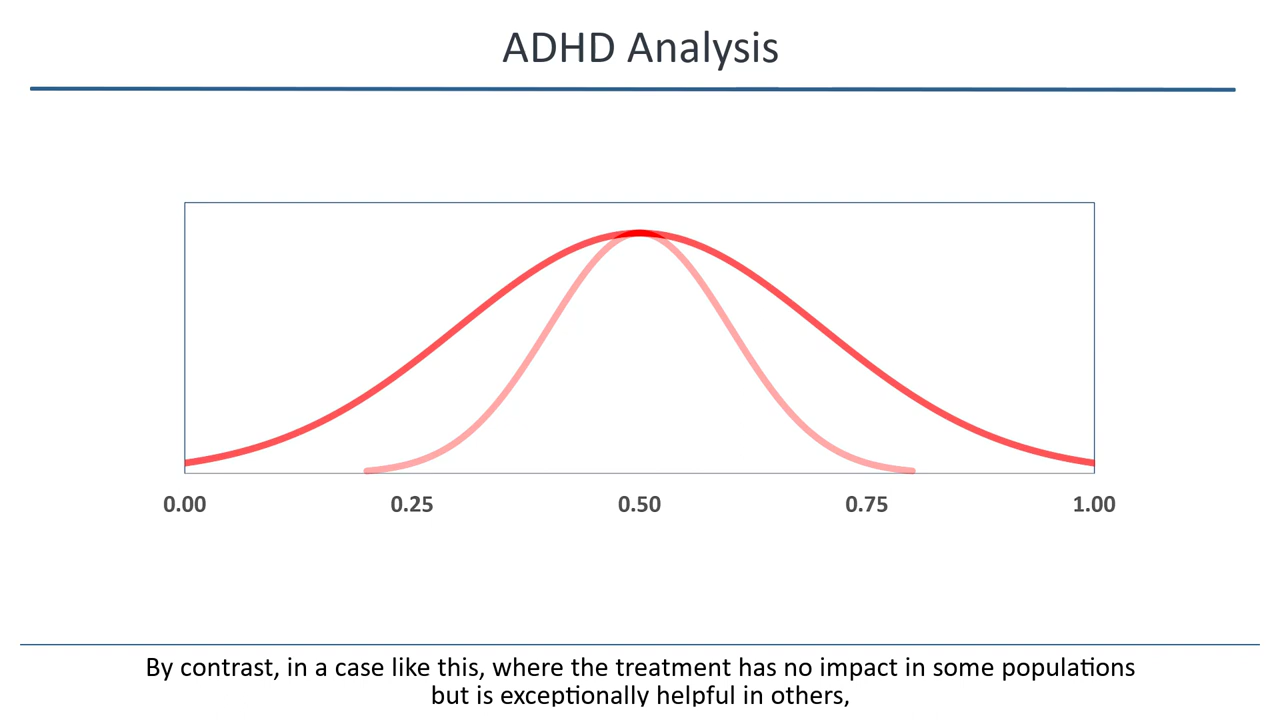 ADHD Analysis
0.00 0.25 0.50 0.75 1.00
By contrast, in a case like this, where the treatment has no impact in some populations
but is exceptionally helpful in others,